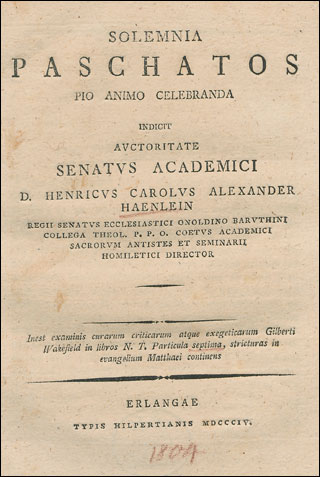 SOLEMNIA
PASCHATOS
PIO ANIMO CELEBRANDA
INDICIT
AVCTORITATE
SENATVS ACADEMICI
D. HENRICVS CAROLVS ALEXANDER
HAENLEIN
REGII SENATVS ECCLESIASTICI ONOLDINO BARVTHINI
COLLEGA THEOL. P. P. O. COETVS ACADEMICI
SACRORVM ANTISTES ET SEMINARII
HOMILETICI DIRECTOR
Inest examinis curarum criticarum atque exegeticarum Gilberti
Wakefield in libros N. T. Particula septima, stricturas in
evangelium Matthaei continens
ERLANGAE
TYPIS HILPERTIANIS MDCCCIV.
1804